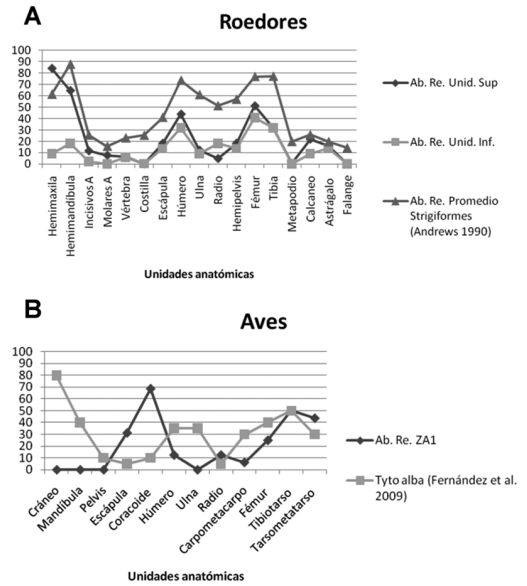 A
Roedores
100
90
80
70
60
50
40
30
20
10
0
Hemimaxila
Hemimandíbula
Incisivos A
Molares A
Vértebra
Costilla
Escápula
Húmero
Ulna
Radio
Hemipelvis
Fémur
Tibia
Metapodio
Calcaneo
Astrágalo
Falange
Unidades anatómicas
Ab. Re. Unid. Sup
Ab. Re. Unid. Inf.
Ab. Re. Promedio
Strigiformes
(Andrews 1990)
B
Aves
100
90
80
70
60
50
40
30
20
10
0
Cráneo
Mandíbula
Pelvis
Escápula
Coracoide
Húmero
Ulna
Radio
Carpometacarpo
Fémur
Tibiotarso
Tarsometatarso
Unidades anatómicas
Ab. Re. ZA1
Tyto alba (Fernández et al.
2009)